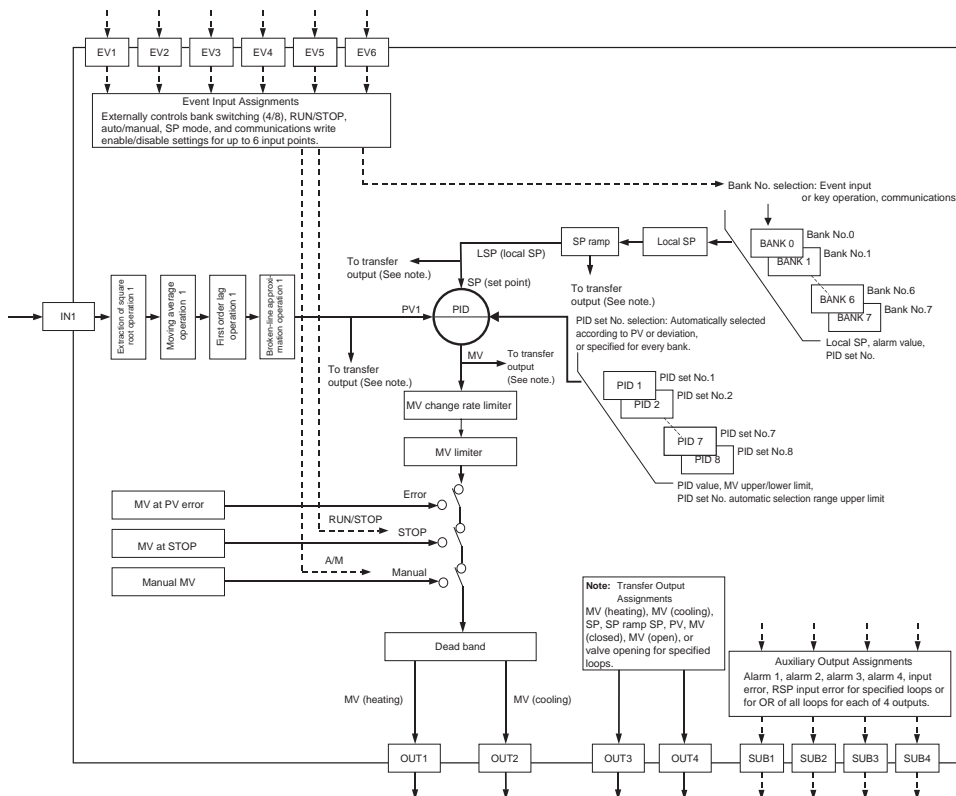 EV1 EV2 EV3 EV4 EV5 EV6
Event Input Assignments
Externally controls bank switching (4/8), RUN/STOP,
auto/manual, SP mode, and communications write
enable/disable settings for up to 6 input points.
Bank No. selection: Event input
or key operation, communications
BANK 0
Bank No.0
BANK 1
Bank No.1
BANK 6
Bank No.6
BANK 7
Bank No.7
Local SP, alarm value,
PID set No.
Local SP
SP ramp
LSP (local SP)
To transfer
output (See note.)
To transfer
output (See note.)
SP (set point)
IN1
Extraction of square
root operation 1
Moving average
operation 1
First order lag
operation 1
Broken-line approxi-
mation operation 1
PV1
PID
To transfer
output (See note.)
MV
To transfer
output
(See note.)
PID set No. selection: Automatically selected
according to PV or deviation,
or specified for every bank.
PID 1
PID set No.1
PID 2
PID set No.2
PID 7
PID set No.7
PID 8
PID set No.8
PID value, MV upper/lower limit,
PID set No. automatic selection range upper limit
MV change rate limiter
MV limiter
MV at PV error
Error
RUN/STOP
MV at STOP
STOP
A/M
Manual MV
Manual
Dead band
MV (heating)
MV (cooling)
Note: Transfer Output
Assignments
MV (heating), MV (cooling),
SP, SP ramp SP, PV, MV
(closed), MV (open), or
valve opening for specified
loops.
Auxiliary Output Assignments
Alarm 1, alarm 2, alarm 3, alarm 4, input
error, RSP input error for specified loops or
for OR of all loops for each of 4 outputs.
OUT1 OUT2 OUT3 OUT4 SUB1 SUB2 SUB3 SUB4